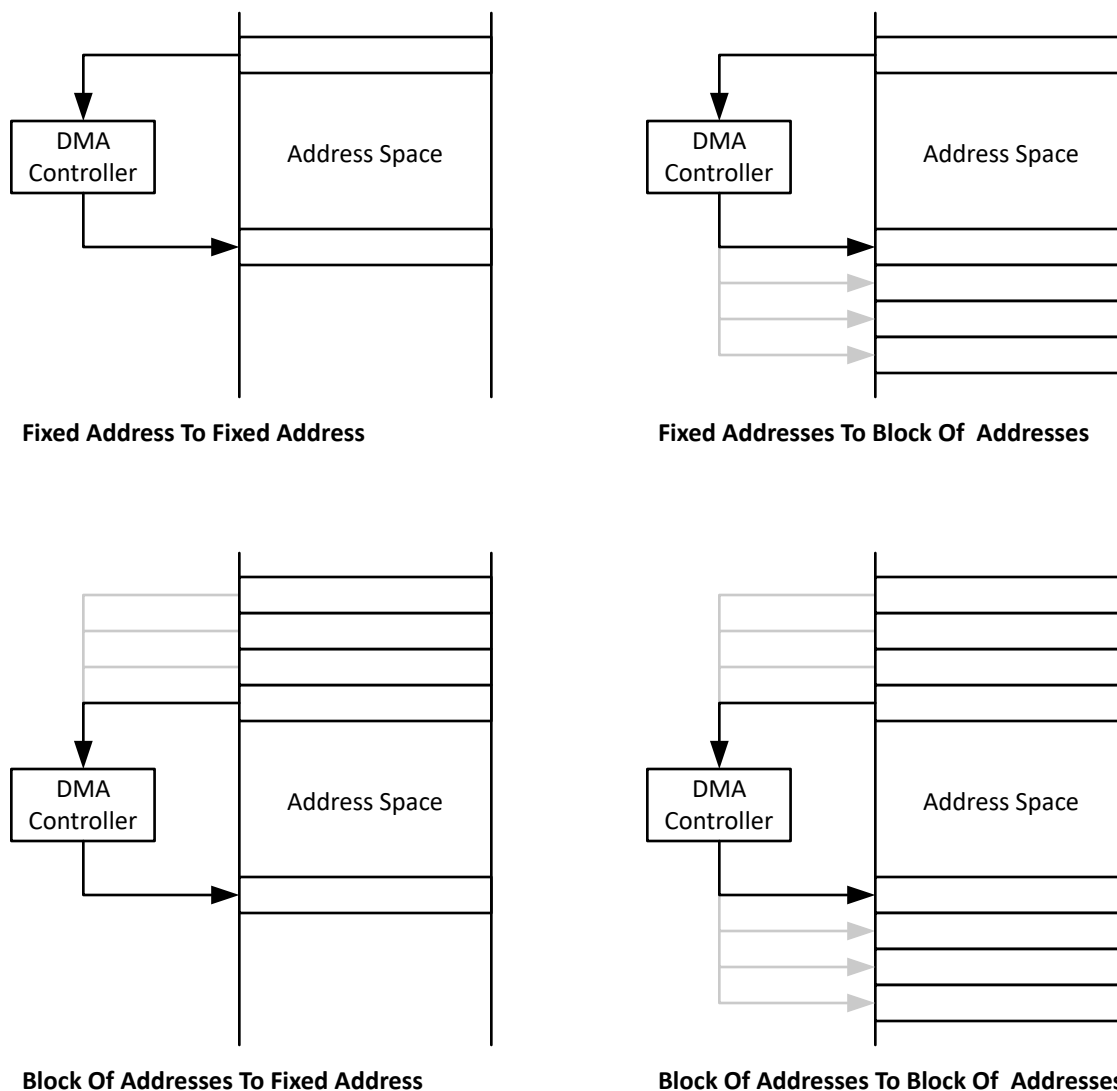 DMA
Controller
Address Space
DMA
Controller
Address Space
Fixed Address To Fixed Address
Fixed Addresses To Block Of  Addresses
DMA
Controller
Address Space
DMA
Controller
Address Space
Block Of Addresses To Fixed Address
Block Of Addresses To Block Of  Addresses